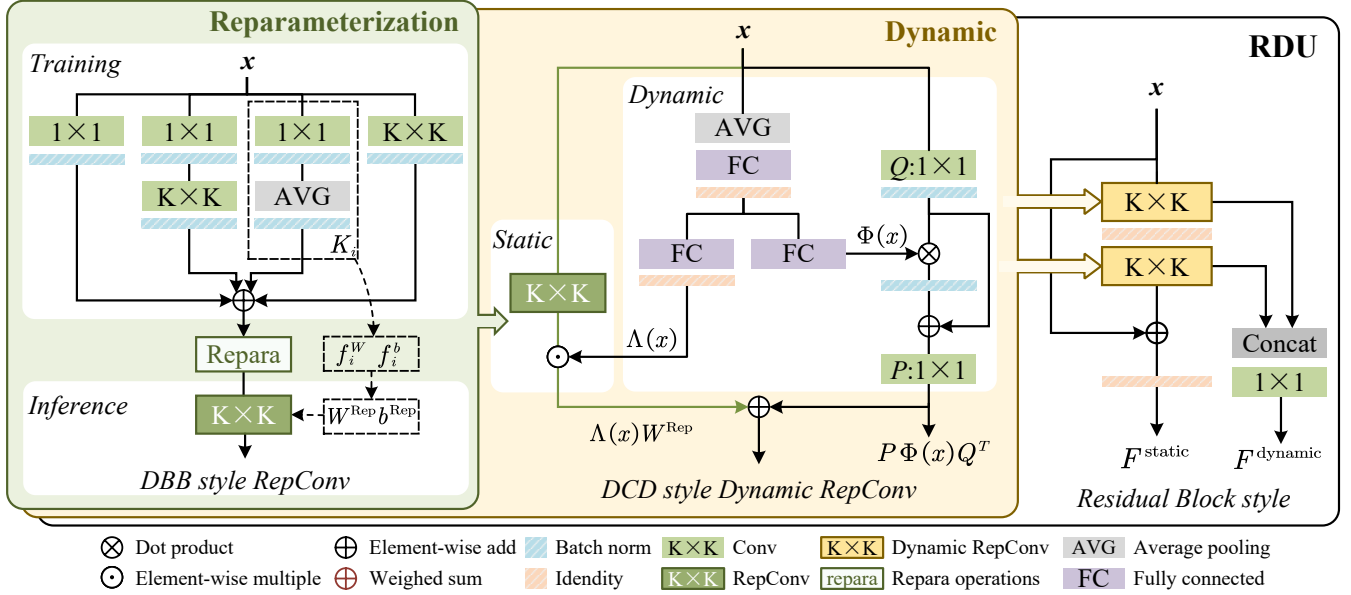 Reparameterization
Training
x
1×1
1×1
1×1
K×K
K×K
AVG
K_i
Repara
f_i^W f_i^b
Inference
K×K
W^Rep b^Rep
DBB style RepConv
Dynamic
x
Dynamic
AVG
FC
Q:1×1
Static
FC
FC
Φ(x)
K×K
Λ(x)
P:1×1
Λ(x)W^Rep
PΦ(x)Q^T
DCD style Dynamic RepConv
RDU
x
K×K
K×K
Concat
1×1
F^static
F^dynamic
Residual Block style
Dot product
Element-wise add
Batch norm
K×K Conv
K×K Dynamic RepConv
AVG Average pooling
Element-wise multiple
Weighed sum
Idendity
K×K RepConv
repara Repara operations
FC Fully connected